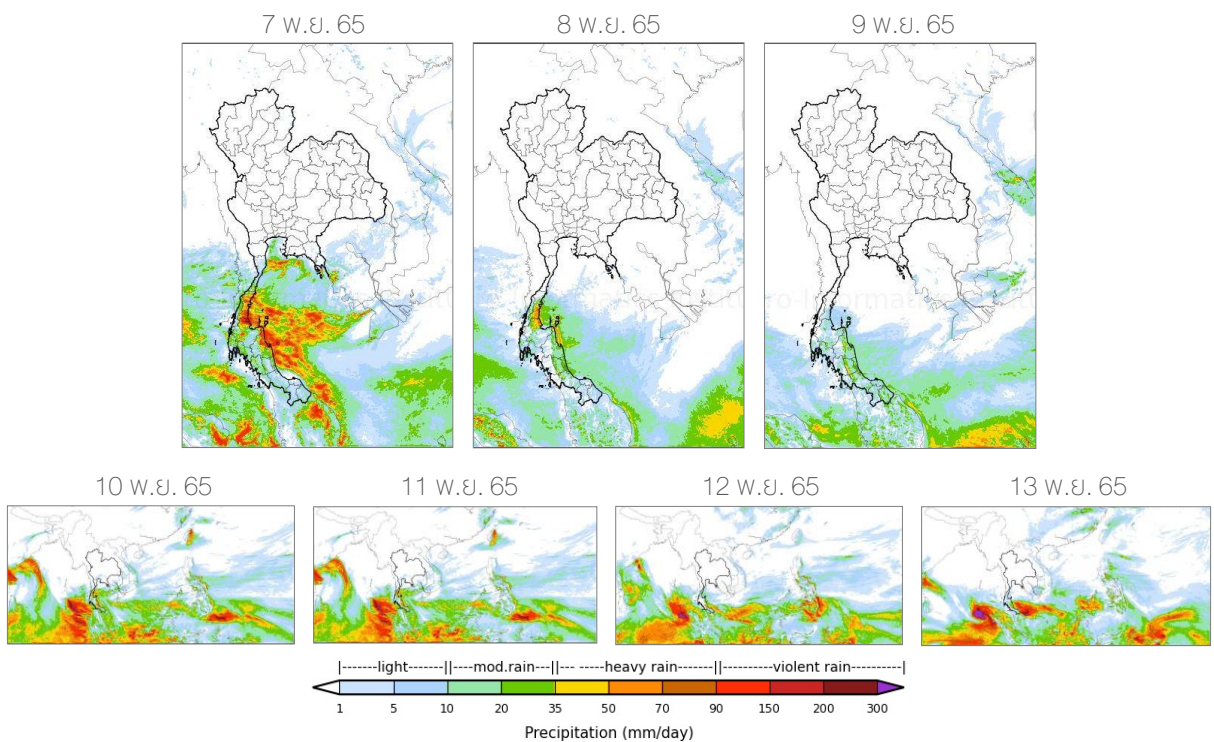 7 พ.ย. 65
8 พ.ย. 65
9 พ.ย. 65
10 พ.ย. 65
11 พ.ย. 65
12 พ.ย. 65
13 พ.ย. 65
|-------light-------||----mod.rain---||--- -----heavy rain-------||----------violent rain-----------|
1 5 10 20 35 50 70 90 150 200 300
Precipitation (mm/day)